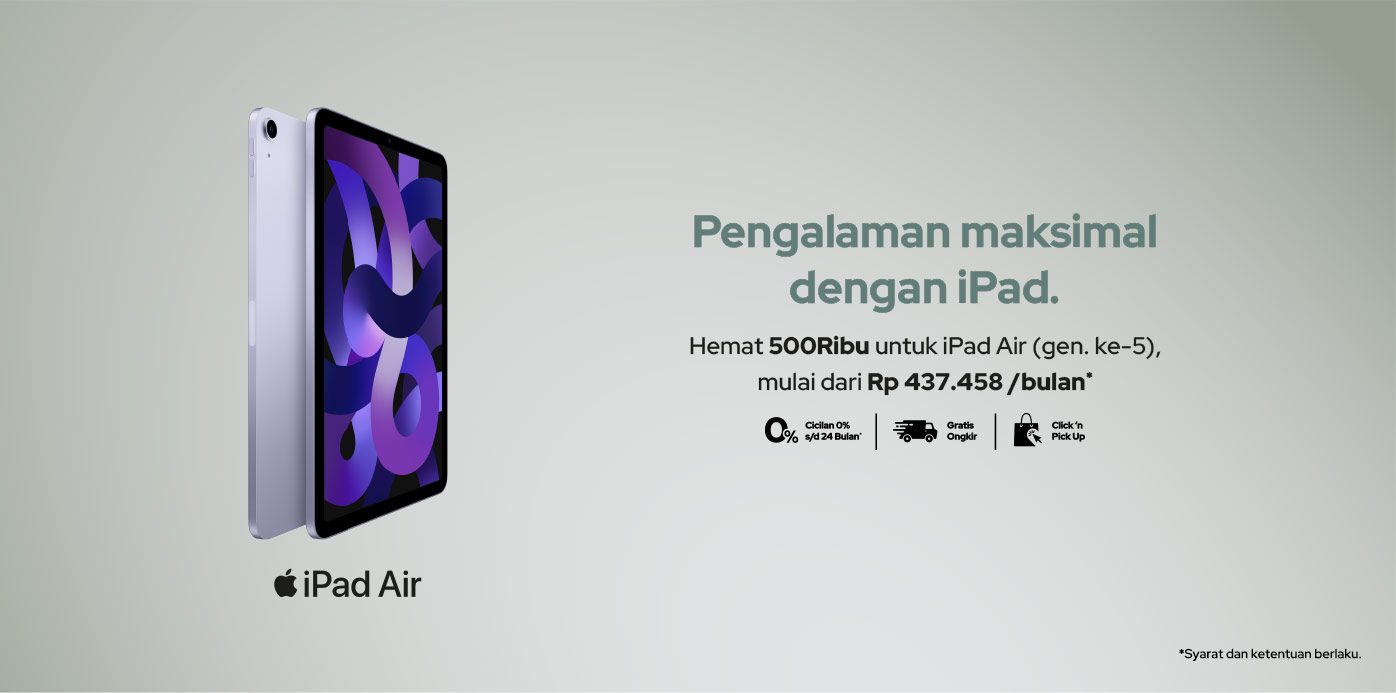 Pengalaman maksimal
dengan iPad.
Hemat 500Ribu untuk iPad Air (gen. ke-5),
mulai dari Rp 437.458 /bulan*
0% Cicilan 0%
s/d 24 Bulan*
Gratis
Ongkir
Click 'n
Pick Up
iPad Air
*Syarat dan ketentuan berlaku.